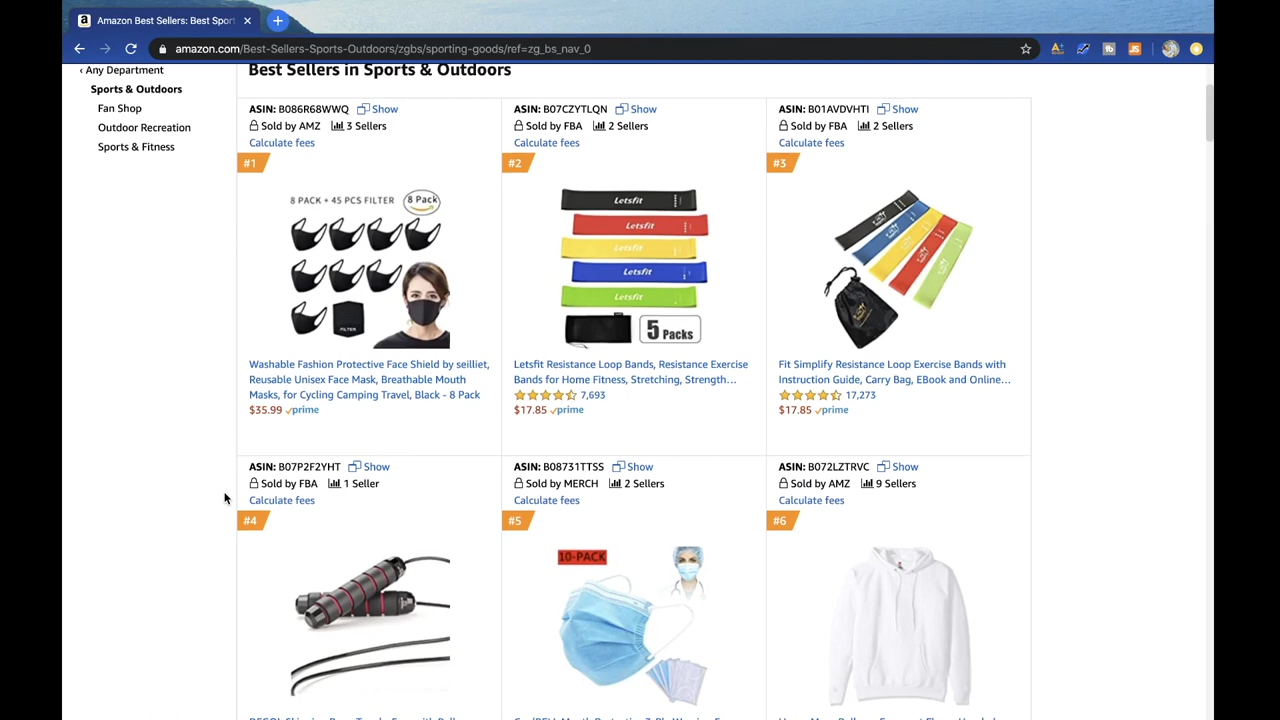 Amazon Best Sellers: Best Sport
amazon.com/Best-Sellers-Sports-Outdoors/zgbs/sporting-goods/ref=zg_bs_nav_0
‹ Any Department
Sports & Outdoors
Fan Shop
Outdoor Recreation
Sports & Fitness
Best Sellers in Sports & Outdoors
ASIN: B086R68WWQ Show
Sold by AMZ 3 Sellers
Calculate fees
#1
8 PACK + 45 PCS FILTER 8 Pack
FILTER
Washable Fashion Protective Face Shield by seilliet,
Reusable Unisex Face Mask, Breathable Mouth
Masks, for Cycling Camping Travel, Black - 8 Pack
$35.99 prime
ASIN: B07CZYTLQN Show
Sold by FBA 2 Sellers
Calculate fees
#2
Letsfit
Letsfit
Letsfit
Letsfit
Letsfit
5 Packs
Letsfit Resistance Loop Bands, Resistance Exercise
Bands for Home Fitness, Stretching, Strength…
7,693
$17.85 prime
ASIN: B01AVDVHTI Show
Sold by FBA 2 Sellers
Calculate fees
#3
Fit Simplify Resistance Loop Exercise Bands with
Instruction Guide, Carry Bag, EBook and Online…
17,273
$17.85 prime
ASIN: B07P2F2YHT Show
Sold by FBA 1 Seller
Calculate fees
#4
ASIN: B08731TTSS Show
Sold by MERCH 2 Sellers
Calculate fees
#5
10-PACK
ASIN: B072LZTRVC Show
Sold by AMZ 9 Sellers
Calculate fees
#6